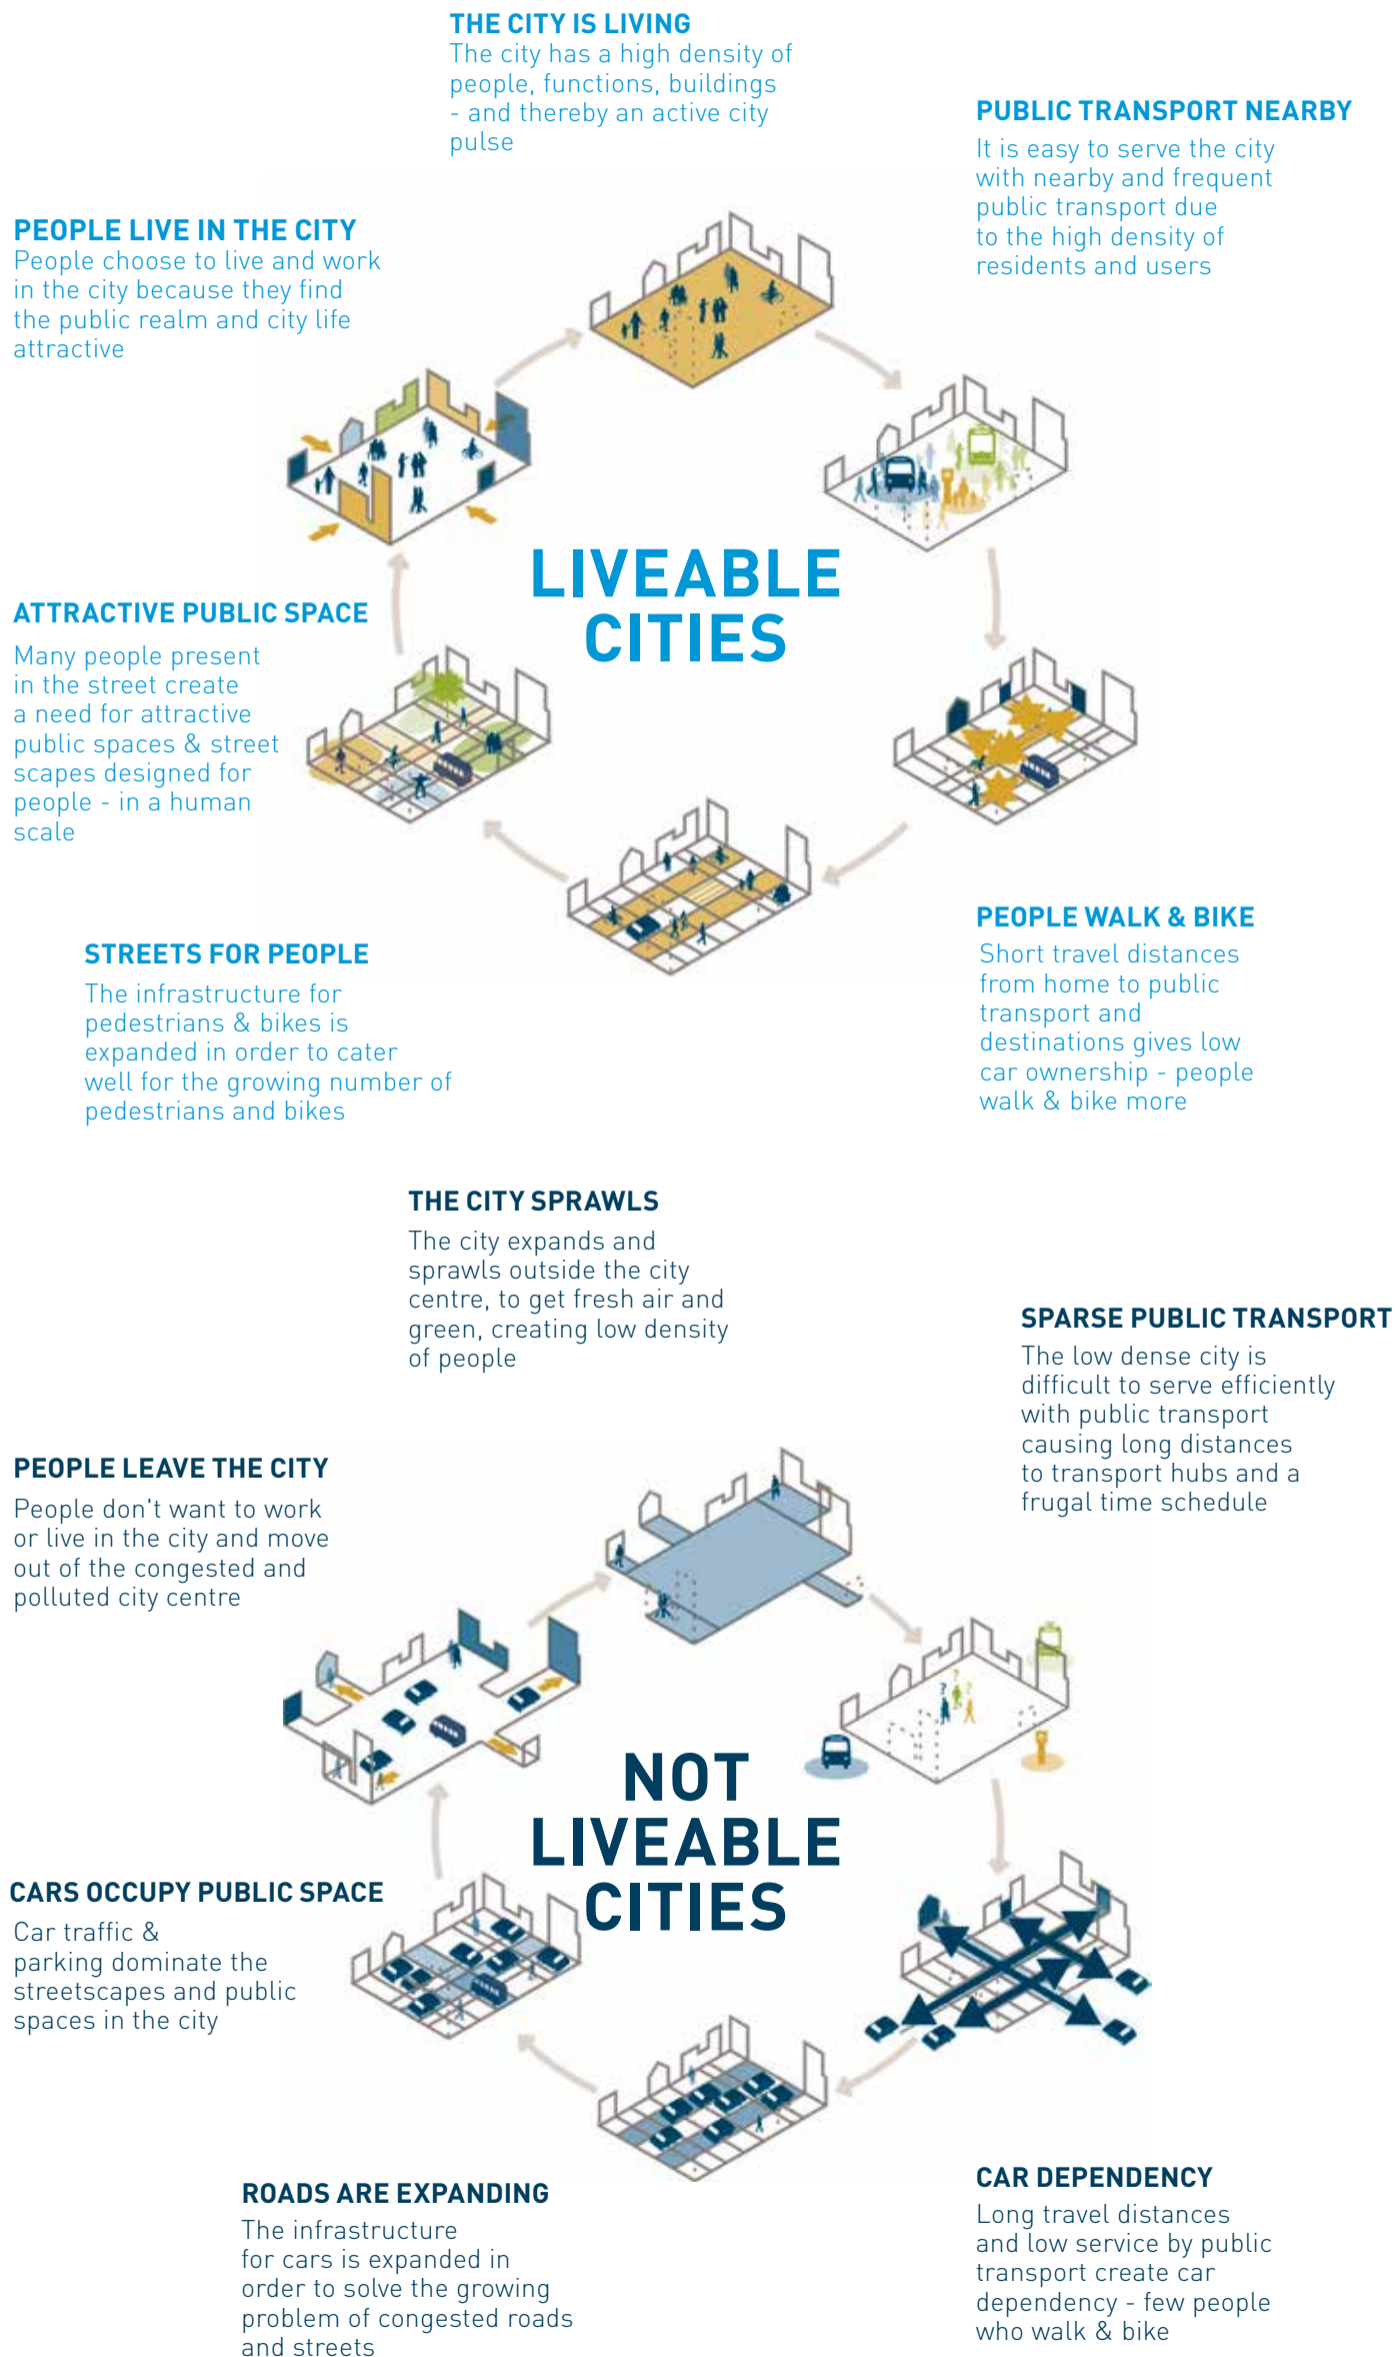 THE CITY IS LIVING
The city has a high density of
people, functions, buildings
- and thereby an active city
pulse
PUBLIC TRANSPORT NEARBY
It is easy to serve the city
with nearby and frequent
public transport due
to the high density of
residents and users
PEOPLE LIVE IN THE CITY
People choose to live and work
in the city because they find
the public realm and city life
attractive
LIVEABLE
CITIES
ATTRACTIVE PUBLIC SPACE
Many people present
in the street create
a need for attractive
public spaces & street
scapes designed for
people - in a human
scale
PEOPLE WALK & BIKE
Short travel distances
from home to public
transport and
destinations gives low
car ownership - people
walk & bike more
STREETS FOR PEOPLE
The infrastructure for
pedestrians & bikes is
expanded in order to cater
well for the growing number of
pedestrians and bikes
THE CITY SPRAWLS
The city expands and
sprawls outside the city
centre, to get fresh air and
green, creating low density
of people
SPARSE PUBLIC TRANSPORT
The low dense city is
difficult to serve efficiently
with public transport
causing long distances
to transport hubs and a
frugal time schedule
PEOPLE LEAVE THE CITY
People don't want to work
or live in the city and move
out of the congested and
polluted city centre
? ? ?
NOT
LIVEABLE
CITIES
CARS OCCUPY PUBLIC SPACE
Car traffic &
parking dominate the
streetscapes and public
spaces in the city
CAR DEPENDENCY
Long travel distances
and low service by public
transport create car
dependency - few people
who walk & bike
ROADS ARE EXPANDING
The infrastructure
for cars is expanded in
order to solve the growing
problem of congested roads
and streets